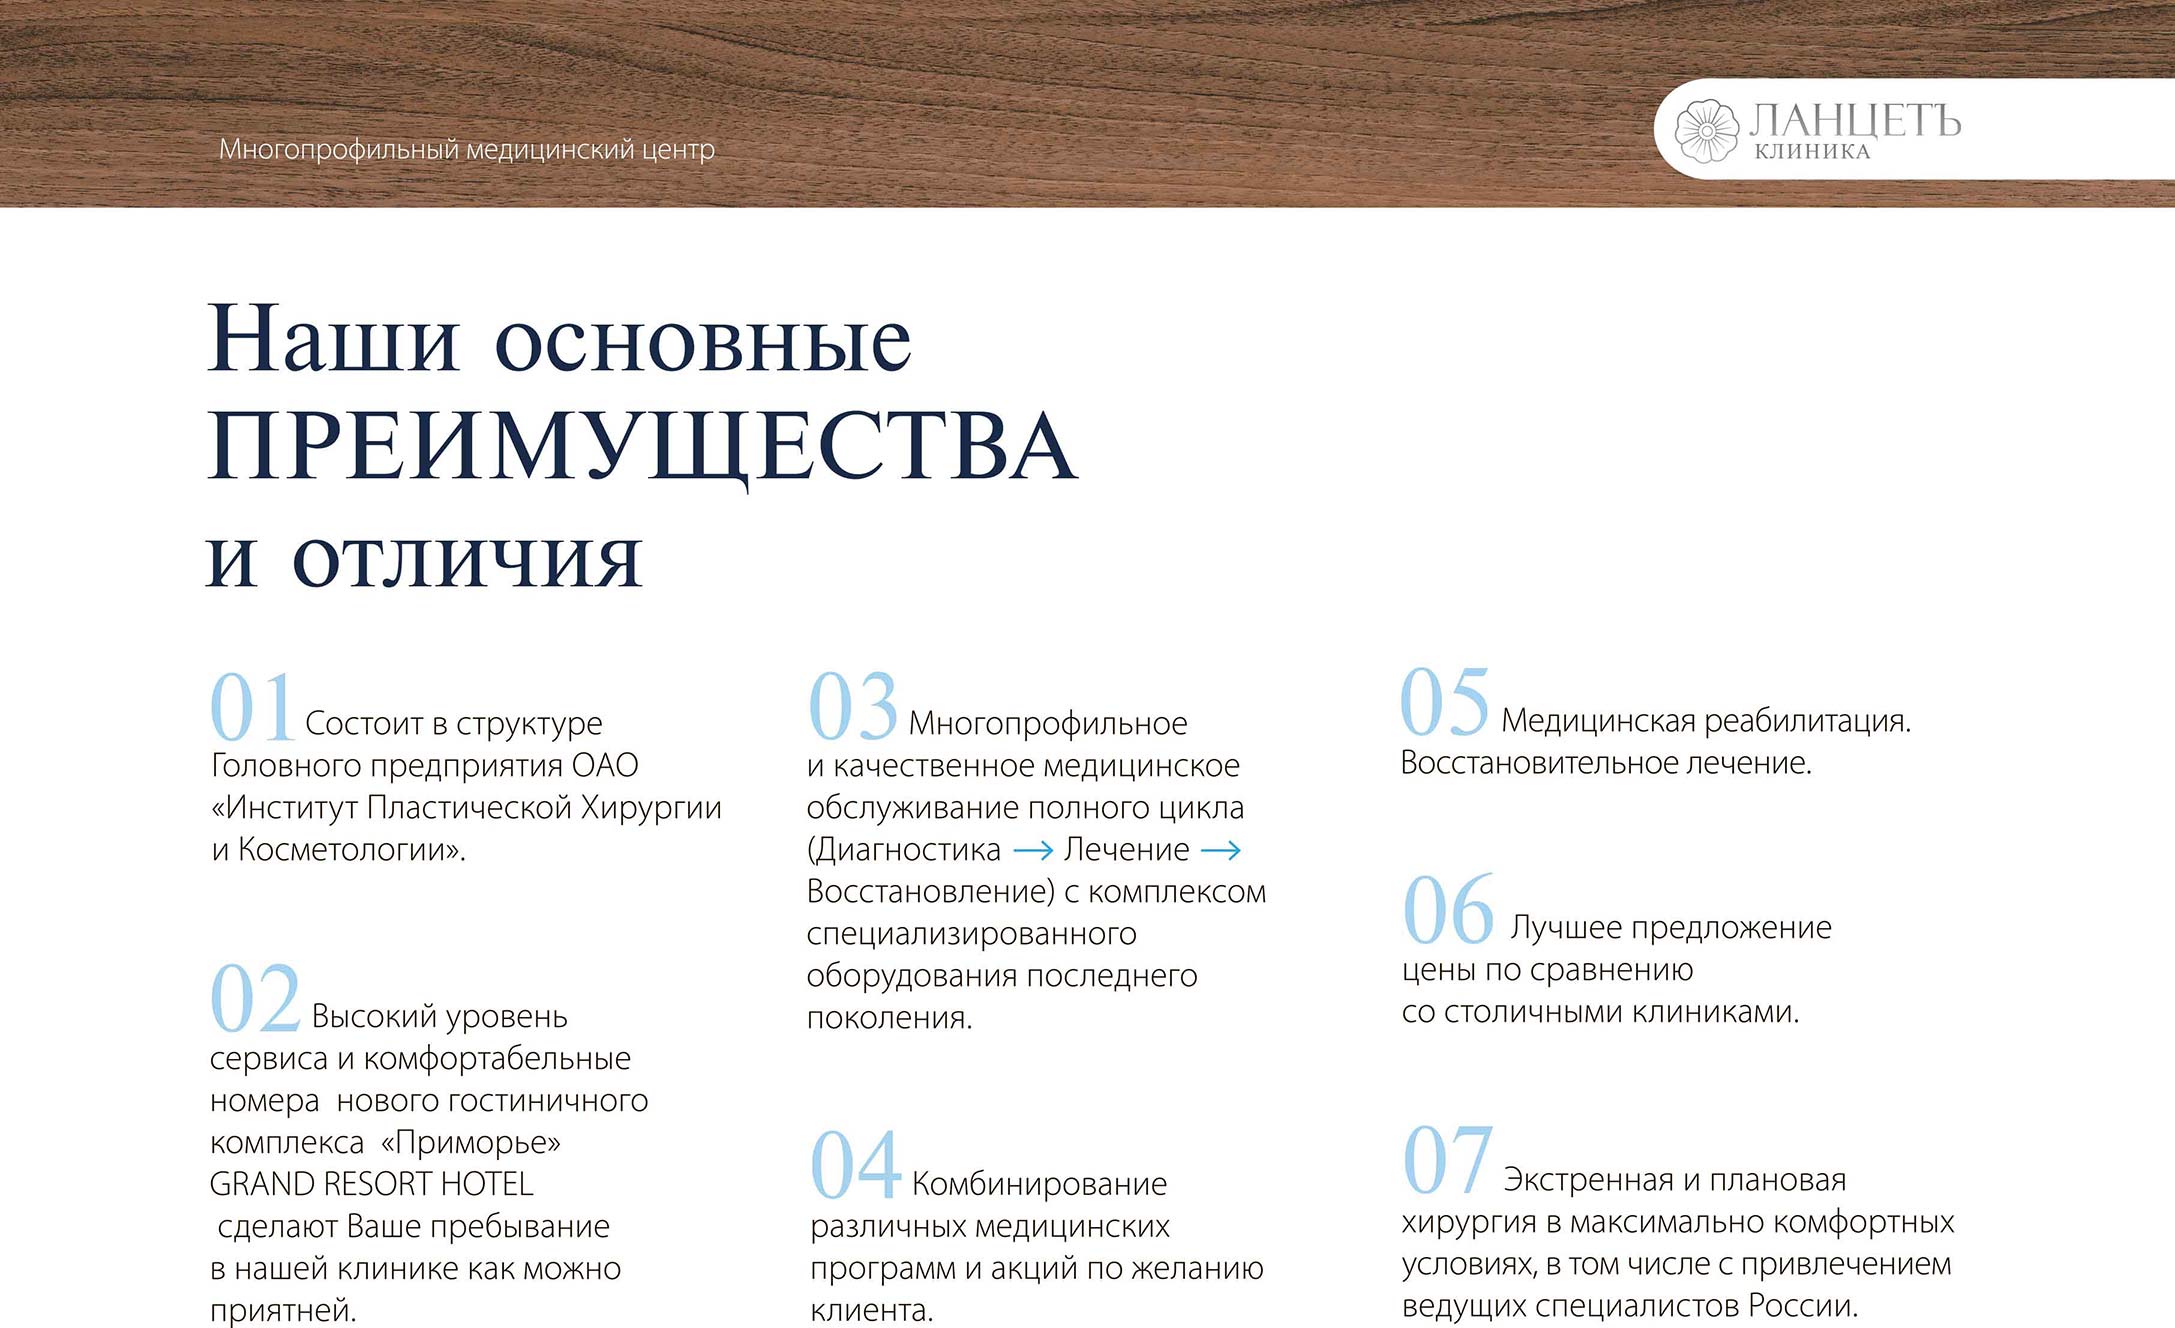 Многопрофильный медицинский центр
ЛАНЦЕТЪ
КЛИНИКА
Наши основные
ПРЕИМУЩЕСТВА
и отличия
01 Состоит в структуре
Головного предприятия ОАО
«Институт Пластической Хирургии
и Косметологии».
02 Высокий уровень
сервиса и комфортабельные
номера нового гостиничного
комплекса «Приморье»
GRAND RESORT HOTEL
сделают Ваше пребывание
в нашей клинике как можно
приятней.
03 Многопрофильное
и качественное медицинское
обслуживание полного цикла
(Диагностика → Лечение →
Восстановление) с комплексом
специализированного
оборудования последнего
поколения.
04 Комбинирование
различных медицинских
программ и акций по желанию
клиента.
05 Медицинская реабилитация.
Восстановительное лечение.
06 Лучшее предложение
цены по сравнению
со столичными клиниками.
07 Экстренная и плановая
хирургия в максимально комфортных
условиях, в том числе с привлечением
ведущих специалистов России.